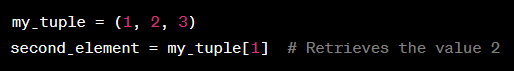 my_tuple = (1, 2, 3)
second_element = my_tuple[1]  # Retrieves the value 2